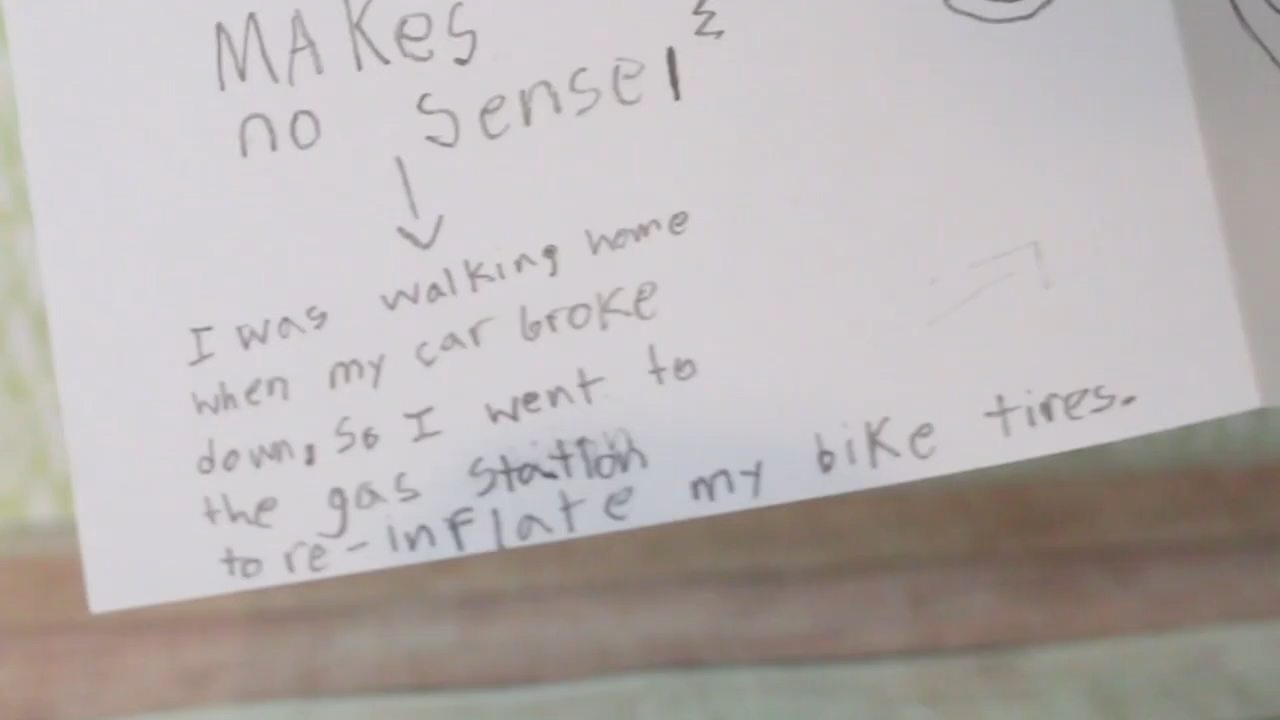 MAKes
no Sense!
I was walking home
when my car broke
down, So I went to
the gas station
to re-inflate my bike tires.